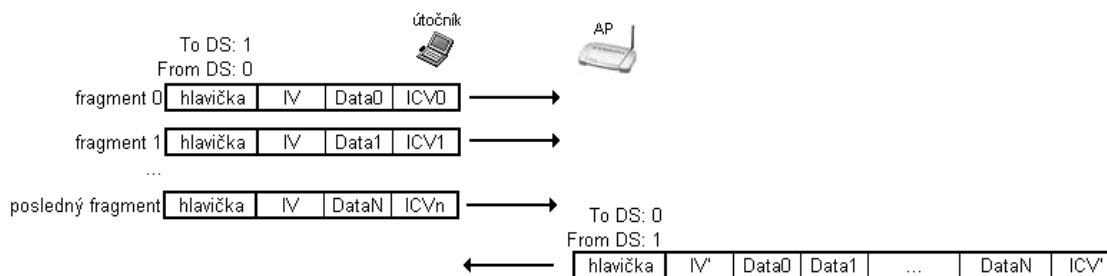 útočník
AP
To DS: 1
From DS: 0
fragment 0 hlavička IV Data0 ICV0
fragment 1 hlavička IV Data1 ICV1
...
posledný fragment hlavička IV DataN ICVn
To DS: 0
From DS: 1
hlavička IV' Data0 Data1 ... DataN ICV'